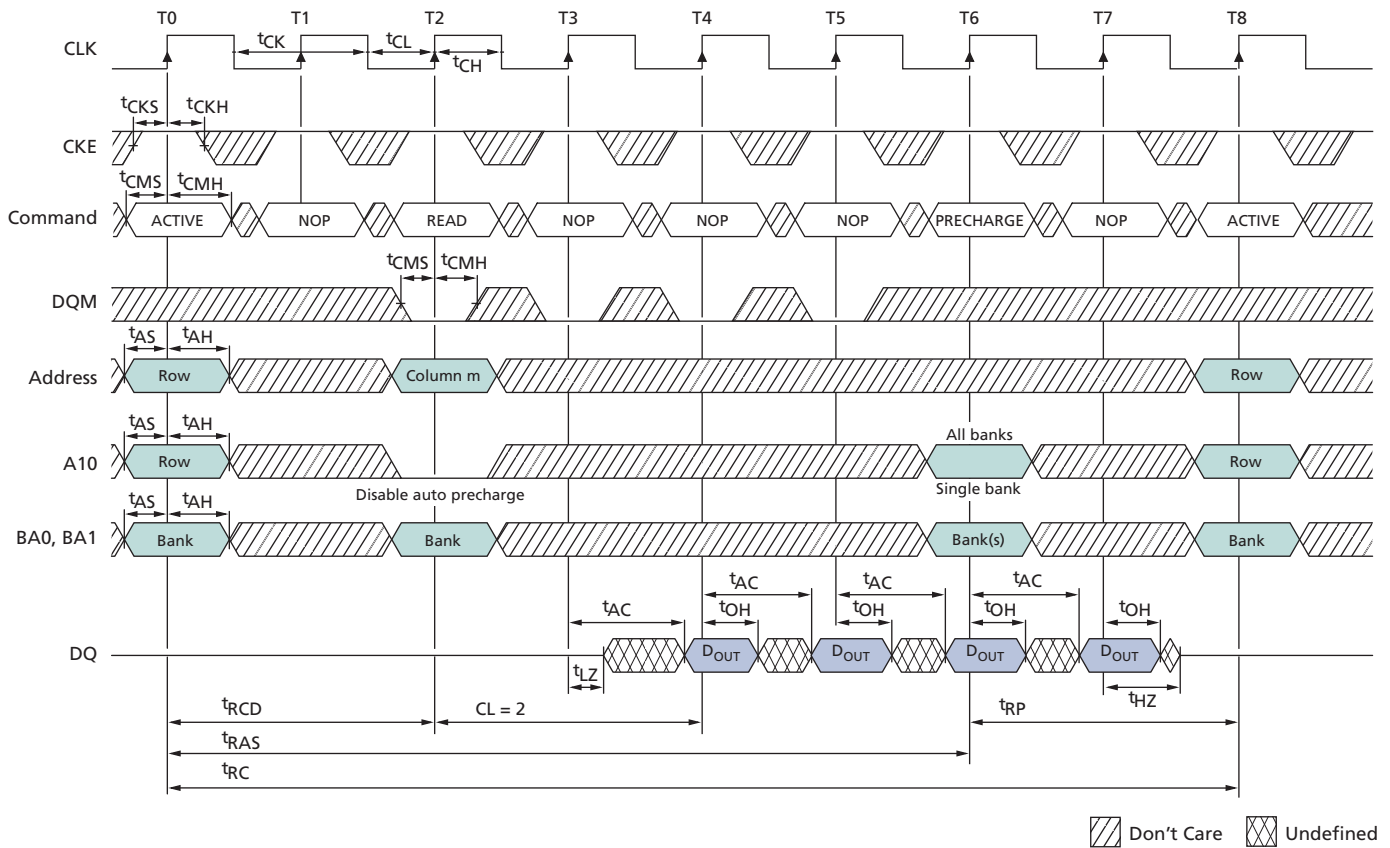 T0 T1 T2 T3 T4 T5 T6 T7 T8
CLK
tCK tCL
tCH
tCKS tCKH
CKE
tCMS tCMH
Command ACTIVE NOP READ NOP NOP NOP PRECHARGE NOP ACTIVE
tCMS tCMH
DQM
tAS tAH
Address Row Column m Row
tAS tAH
All banks
A10 Row Row
Disable auto precharge Single bank
tAS tAH
BA0, BA1 Bank Bank Bank(s) Bank
tAC tAC tAC
tAC tOH tOH tOH tOH
DQ DOUT DOUT DOUT DOUT
tLZ tHZ
tRCD CL = 2 tRP
tRAS
tRC
Don't Care Undefined